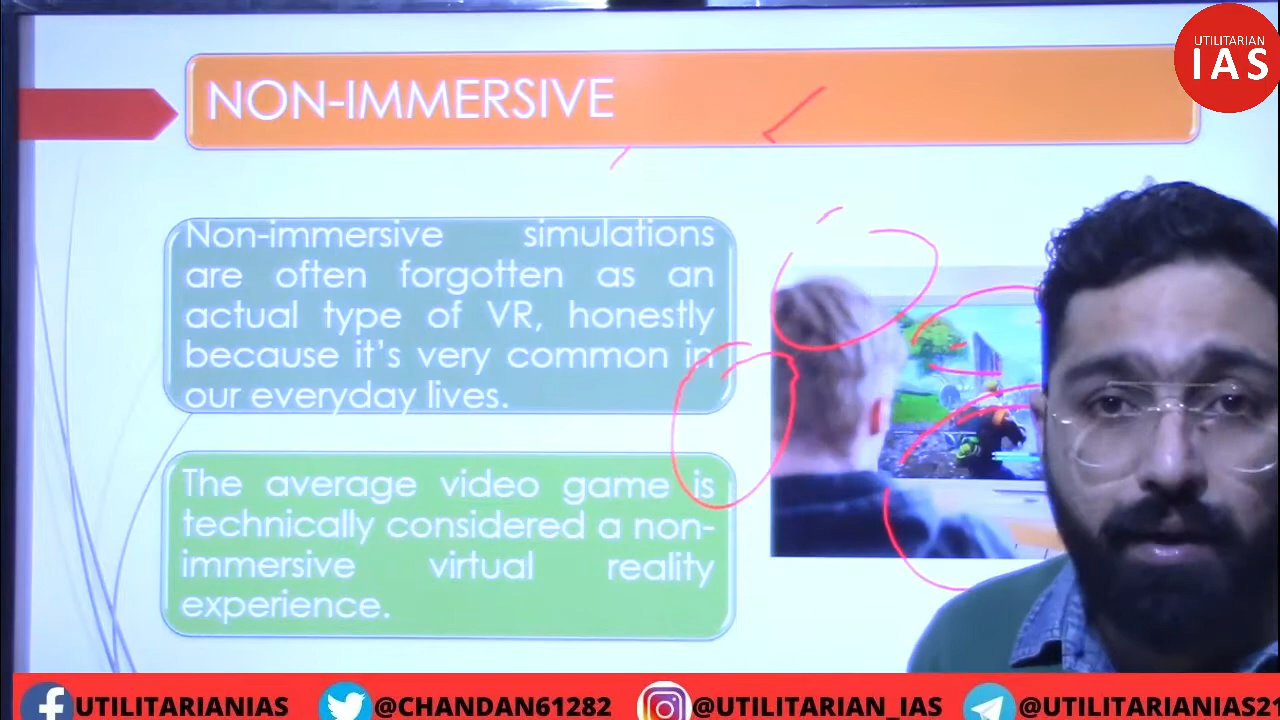 UTILITARIAN
IAS
NON-IMMERSIVE
Non-immersive simulations
are often forgotten as an
actual type of VR, honestly
because it's very common in
our everyday lives.
The average video game is
technically considered a non-
immersive virtual reality
experience.
UTILITARIANIAS
@CHANDAN61282
@UTILITARIAN_IAS
@UTILITARIANIAS21